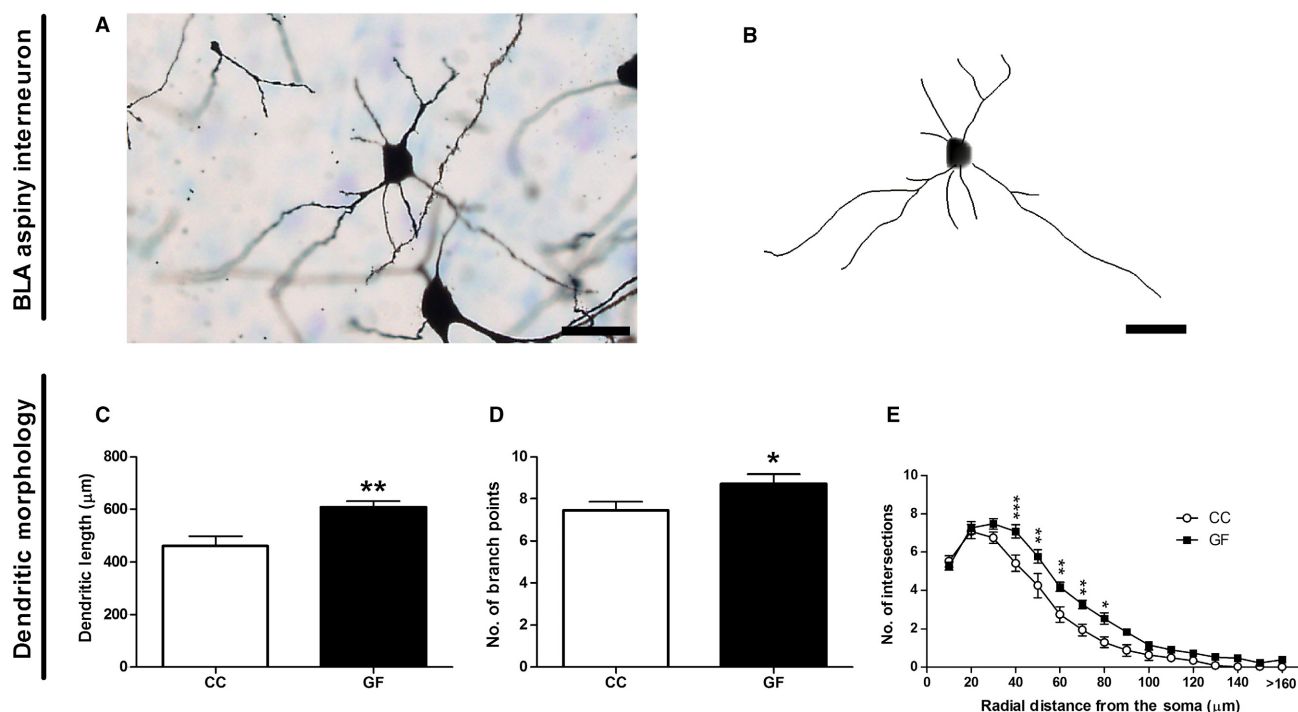 BLA aspiny interneuron
A
B
Dendritic morphology
C
Dendritic length (μm)
800
600
400
200
0
**
CC
GF
D
No. of branch points
10
8
6
4
2
0
*
CC
GF
E
No. of intersections
10
8
6
4
2
0
***
**
**
**
*
CC
GF
0
20
40
60
80
100
120
140
>160
Radial distance from the soma (μm)